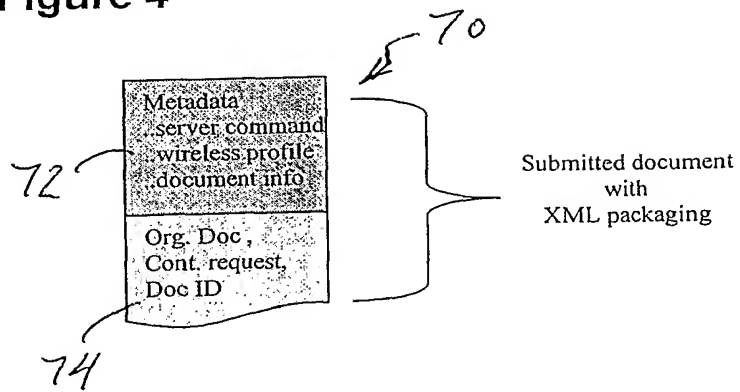 Figure 4
70
Metadata
..server command
..wireless profile
..document info
72
Submitted document
with
XML packaging
Org. Doc ,
Cont. request,
Doc ID
74